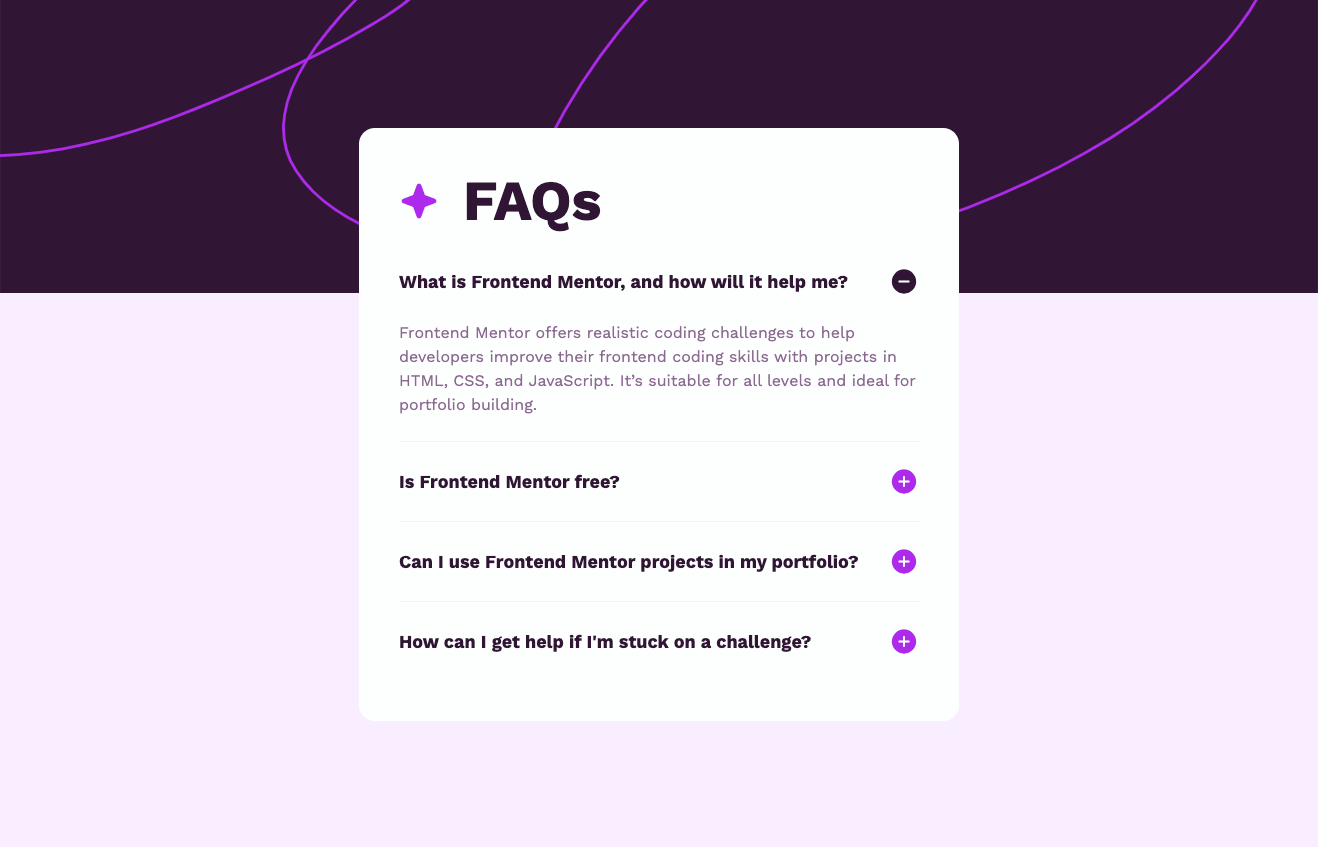 FAQs
What is Frontend Mentor, and how will it help me?
Frontend Mentor offers realistic coding challenges to help
developers improve their frontend coding skills with projects in
HTML, CSS, and JavaScript. It’s suitable for all levels and ideal for
portfolio building.
Is Frontend Mentor free?
Can I use Frontend Mentor projects in my portfolio?
How can I get help if I'm stuck on a challenge?